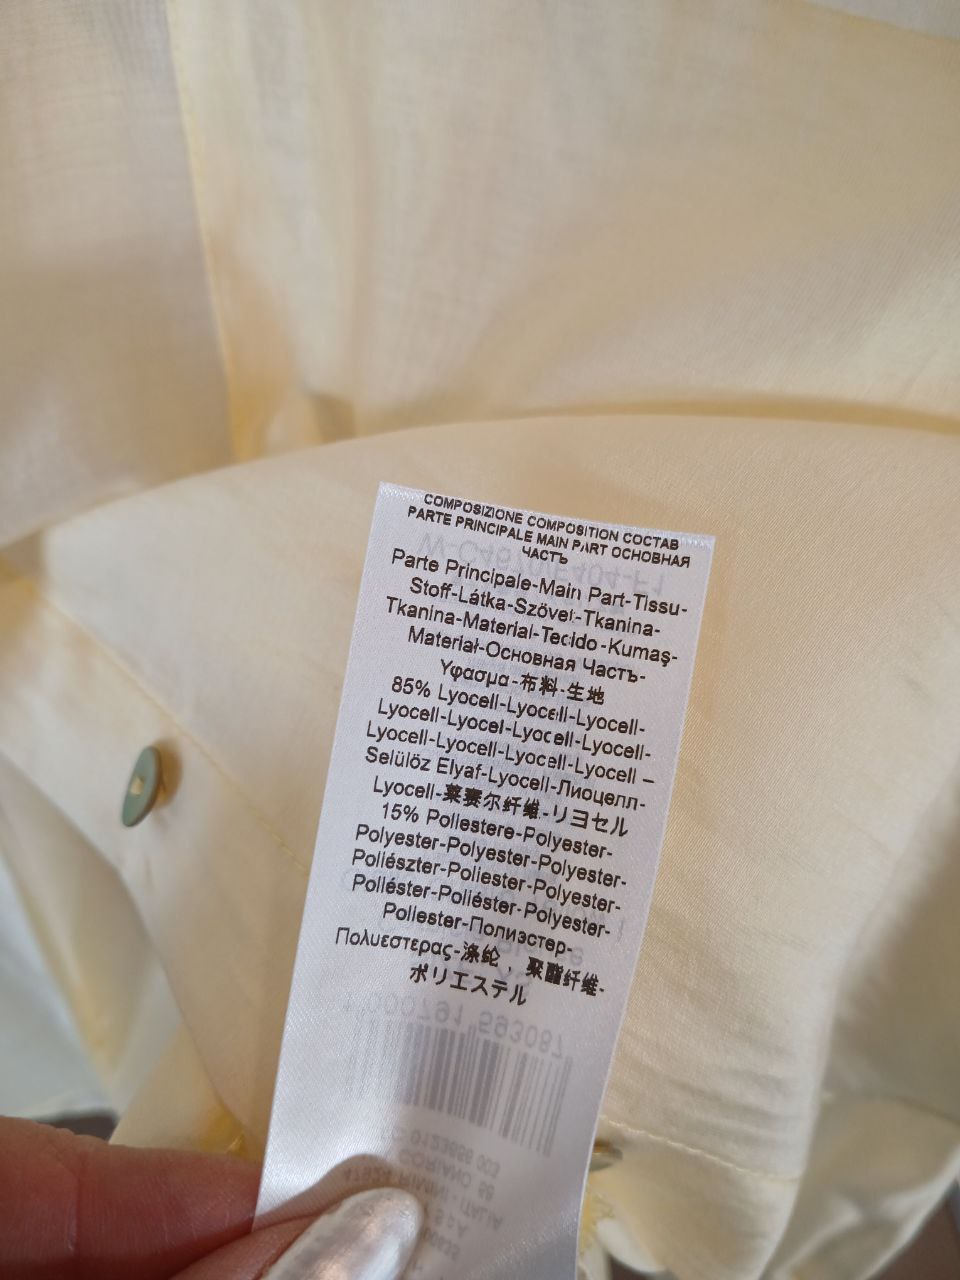 COMPOSIZIONE COMPOSITION СОСТАВ
PARTE PRINCIPALE MAIN PART ОСНОВНАЯ
ЧАСТЬ
Parte Principale-Main Part-Tissu-
Stoff-Látka-Szövet-Tkanina-
Tkanina-Material-Tecido-Kumaş-
Materiał-Основная Часть-
Υφασμα-布料-生地
85% Lyocell-Lyocell-Lyocell-
Lyocell-Lyocel-Lyocell-Lyocell-
Lyocell-Lyocell-Lyocell-Lyocell –
Selülöz Elyaf-Lyocell-Лиоцелл-
Lyocell-莱赛尔纤维-リヨセル
15% Poliestere-Polyester-
Polyester-Polyester-Polyester-
Poliészter-Poliester-Polyester-
Poliéster-Poliéster-Polyester-
Poliester-Полиэстер-
Πολυεστερας-涤纶，聚酯纤维-
ポリエステル
1 000791 593087